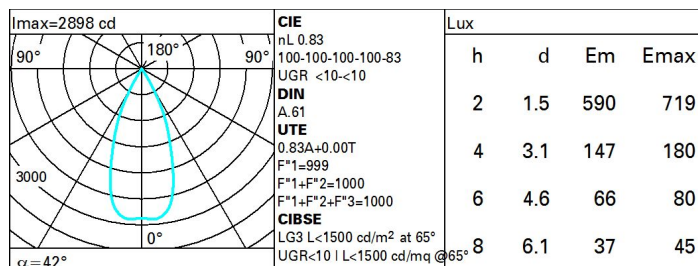 Imax=2898 cd
90°
180°
90°
3000
0°
α=42°
CIE
nL 0.83
100-100-100-100-83
UGR <10-<10
DIN
A.61
UTE
0.83A+0.00T
F"1=999
F"1+F"2=1000
F"1+F"2+F"3=1000
CIBSE
LG3 L<1500 cd/m² at 65°
UGR<10 | L<1500 cd/mq @65°
Lux
h d Em Emax
2 1.5 590 719
4 3.1 147 180
6 4.6 66 80
8 6.1 37 45